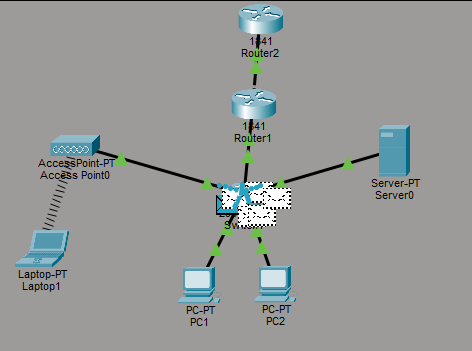 1841
Router2
1841
Router1
AccessPoint-PT
Access Point0
Server-PT
Server0
Laptop-PT
Laptop1
PC-PT
PC1
PC-PT
PC2